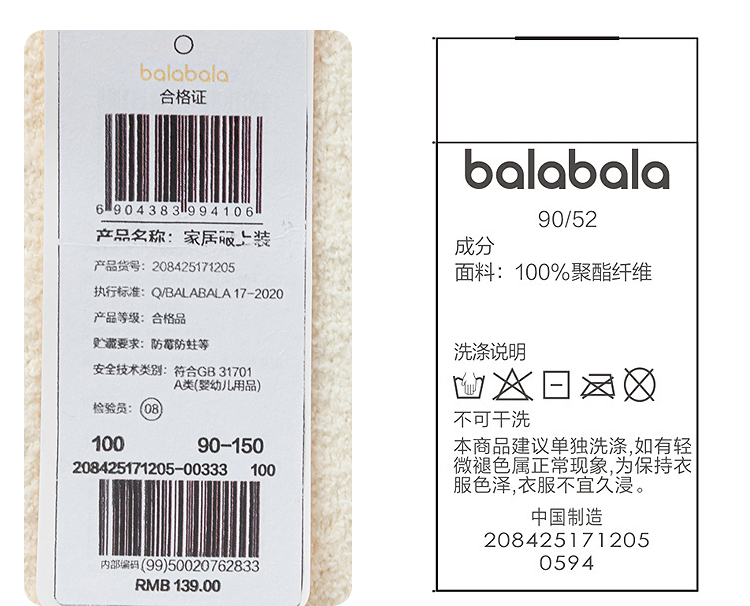 balabala
合格证
6 904383 994106
产品名称：家居服上装
产品货号：208425171205
执行标准：Q/BALABALA 17-2020
产品等级：合格品
贮藏要求：防霉防蛀等
安全技术类别：符合GB 31701
A类(婴幼儿用品)
检验员：08
100 90-150
208425171205-00333 100
内部编码(99)50020762833
RMB 139.00
balabala
90/52
成分
面料：100%聚酯纤维
洗涤说明
不可干洗
本商品建议单独洗涤,如有轻
微褪色属正常现象,为保持衣
服色泽,衣服不宜久浸。
中国制造
208425171205
0594